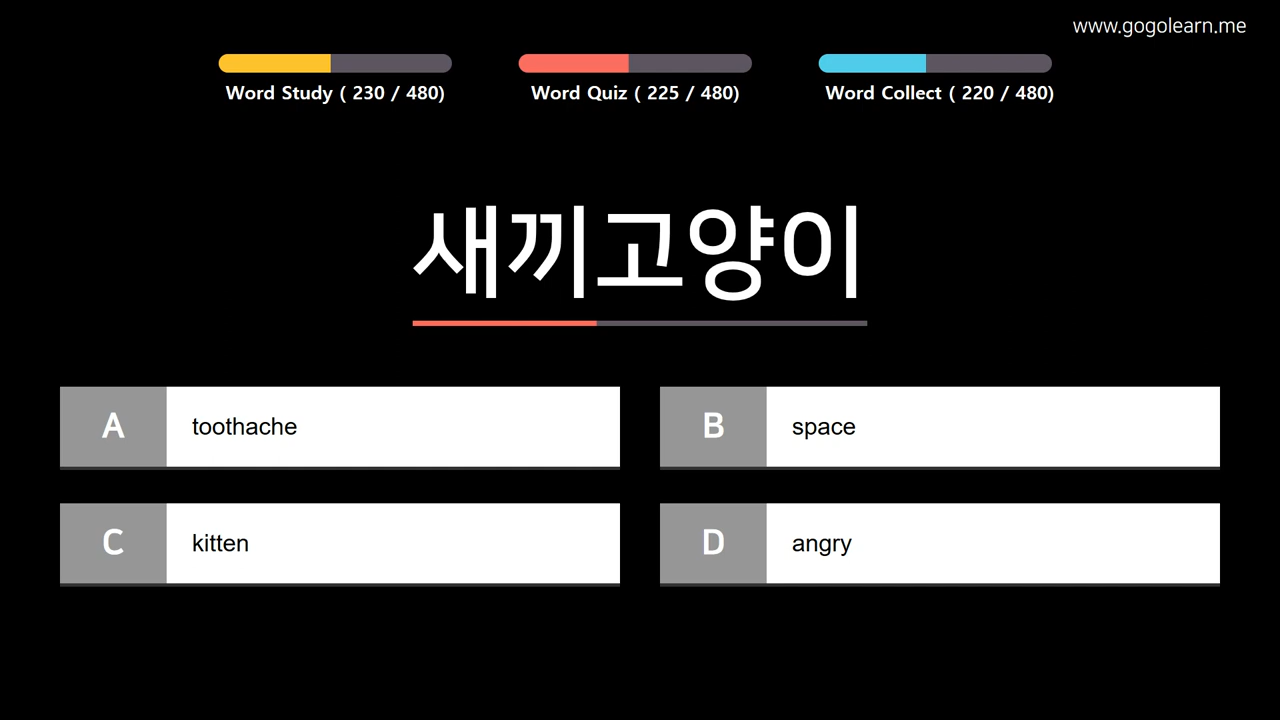 www.gogolearn.me
Word Study ( 230 / 480)
Word Quiz ( 225 / 480)
Word Collect ( 220 / 480)
새끼고양이
A toothache
B space
C kitten
D angry